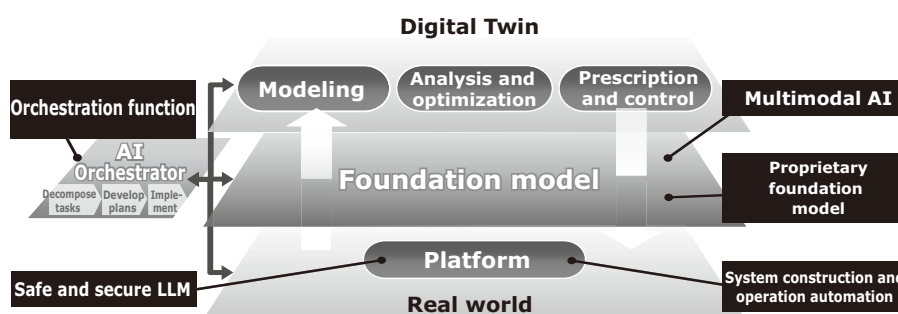 Digital Twin
Modeling
Analysis and
optimization
Prescription
and control
Orchestration function
Multimodal AI
AI
Orchestrator
Decompose
tasks
Develop
plans
Imple-
ment
Foundation model
Proprietary
foundation
model
Platform
Safe and secure LLM
System construction and
operation automation
Real world